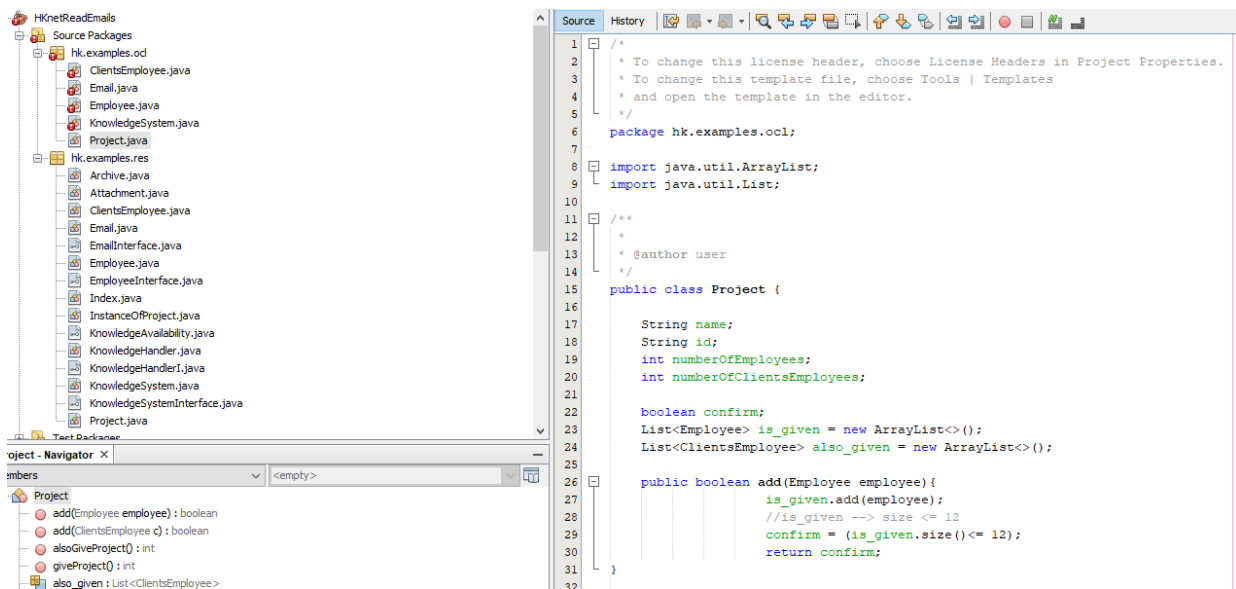 HKnetReadEmails
Source Packages
hk.examples.ocl
ClientsEmployee.java
Email.java
Employee.java
KnowledgeSystem.java
Project.java
hk.examples.res
Archive.java
Attachment.java
ClientsEmployee.java
Email.java
EmailInterface.java
Employee.java
EmployeeInterface.java
Index.java
InstanceOfProject.java
KnowledgeAvailability.java
KnowledgeHandler.java
KnowledgeHandlerI.java
KnowledgeSystem.java
KnowledgeSystemInterface.java
Project.java
Test Packages
roject - Navigator ×
embers <empty>
Project
add(Employee employee) : boolean
add(ClientsEmployee c) : boolean
alsoGiveProject() : int
giveProject() : int
also_given : List<ClientsEmployee>
Source History
1 /*
2 * To change this license header, choose License Headers in Project Properties.
3 * To change this template file, choose Tools | Templates
4 * and open the template in the editor.
5 */
6 package hk.examples.ocl;
7
8 import java.util.ArrayList;
9 import java.util.List;
10
11 /**
12 *
13 * @author user
14 */
15 public class Project {
16
17 String name;
18 String id;
19 int numberOfEmployees;
20 int numberOfClientsEmployees;
21
22 boolean confirm;
23 List<Employee> is_given = new ArrayList<>();
24 List<ClientsEmployee> also_given = new ArrayList<>();
25
26 public boolean add(Employee employee){
27 is_given.add(employee);
28 //is_given --> size <= 12
29 confirm = (is_given.size()<= 12);
30 return confirm;
31 }
32